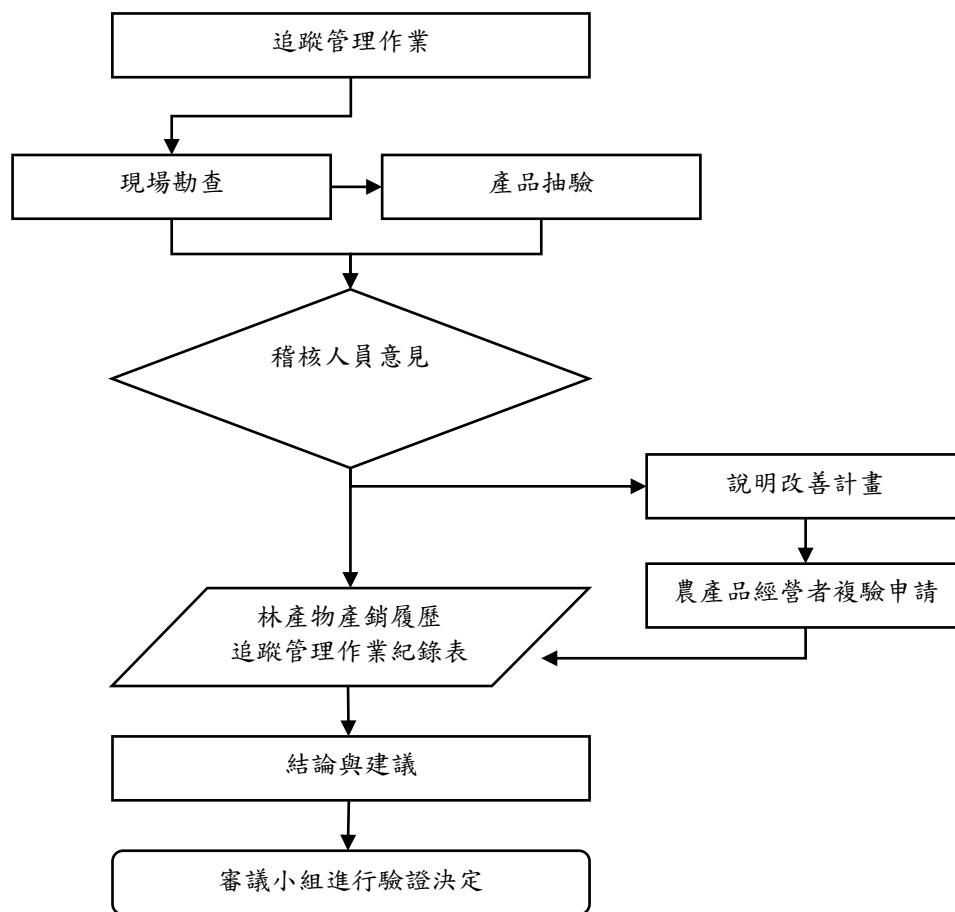 追蹤管理作業
現場勘查
產品抽驗
稽核人員意見
說明改善計畫
農產品經營者複驗申請
林產物產銷履歷
追蹤管理作業紀錄表
結論與建議
審議小組進行驗證決定